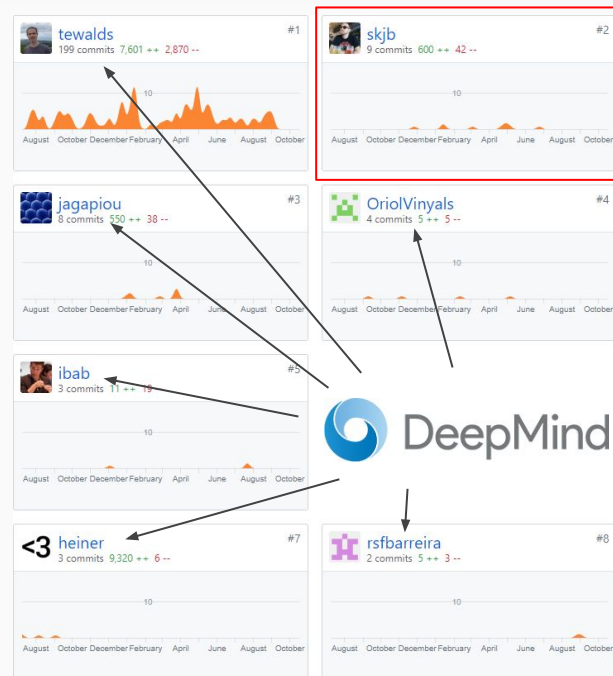 tewalds #1
199 commits 7,601 ++ 2,870 --
10
August October December February April June August October
skjb #2
9 commits 600 ++ 42 --
10
August October December February April June August October
jagapiou #3
8 commits 550 ++ 38 --
10
August October December February April June August October
OriolVinyals #4
4 commits 5 ++ 5 --
10
August October December February April June August October
ibab #5
3 commits 11 ++ 19
10
August October December February April June August October
DeepMind
<3 heiner #7
3 commits 9,320 ++ 6 --
10
August October December February April June August October
rsfbarreira #8
2 commits 5 ++ 3 --
10
August October December February April June August October